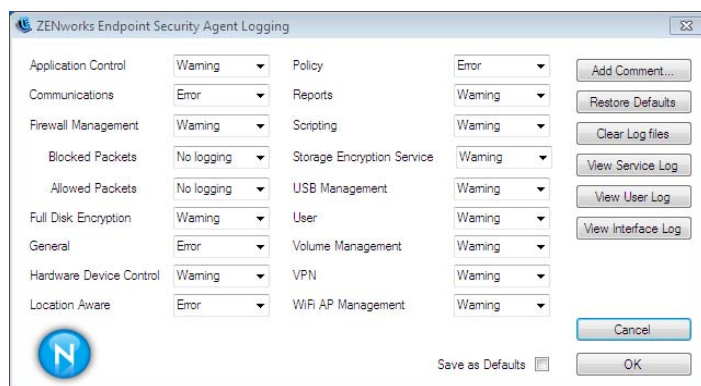 ZENworks Endpoint Security Agent Logging
Application Control Warning Policy Error Add Comment...
Communications Error Reports Warning Restore Defaults
Firewall Management Warning Scripting Warning Clear Log files
Blocked Packets No logging Storage Encryption Service Warning View Service Log
Allowed Packets No logging USB Management Warning View User Log
Full Disk Encryption Warning User Warning View Interface Log
General Error Volume Management Warning
Hardware Device Control Warning VPN Warning
Location Aware Error WiFi AP Management Warning
Cancel
N
Save as Defaults OK